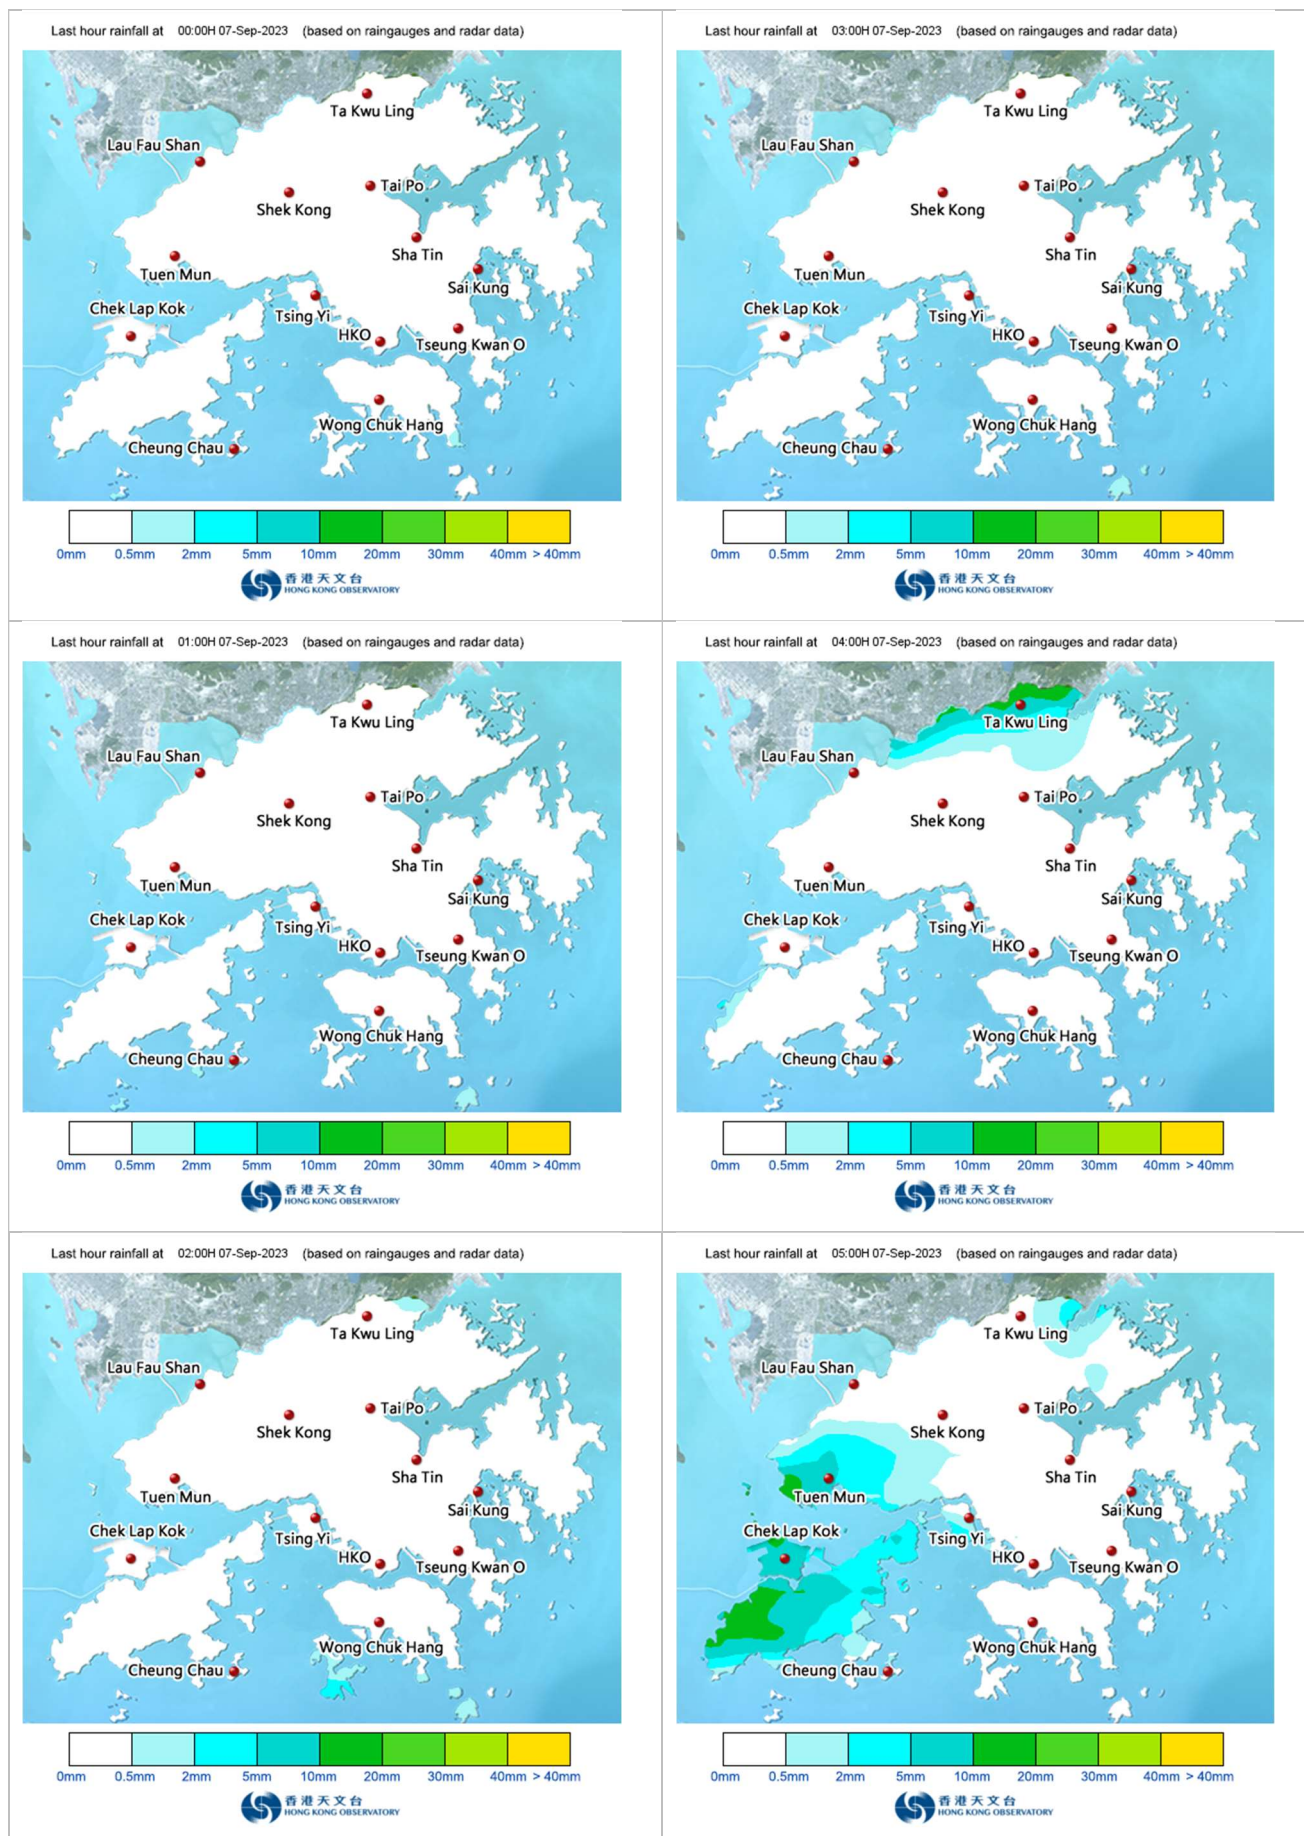 Last hour rainfall at 00:00H 07-Sep-2023 (based on raingauges and radar data)
Ta Kwu Ling
Lau Fau Shan
Tai Po
Shek Kong
Sha Tin
Tuen Mun
Sai Kung
Chek Lap Kok
Tsing Yi
HKO
Tseung Kwan O
Wong Chuk Hang
Cheung Chau
0mm 0.5mm 2mm 5mm 10mm 20mm 30mm 40mm > 40mm
香港天文台
HONG KONG OBSERVATORY
Last hour rainfall at 03:00H 07-Sep-2023 (based on raingauges and radar data)
Ta Kwu Ling
Lau Fau Shan
Tai Po
Shek Kong
Sha Tin
Tuen Mun
Sai Kung
Chek Lap Kok
Tsing Yi
HKO
Tseung Kwan O
Wong Chuk Hang
Cheung Chau
0mm 0.5mm 2mm 5mm 10mm 20mm 30mm 40mm > 40mm
香港天文台
HONG KONG OBSERVATORY
Last hour rainfall at 01:00H 07-Sep-2023 (based on raingauges and radar data)
Ta Kwu Ling
Lau Fau Shan
Tai Po
Shek Kong
Sha Tin
Tuen Mun
Sai Kung
Chek Lap Kok
Tsing Yi
HKO
Tseung Kwan O
Wong Chuk Hang
Cheung Chau
0mm 0.5mm 2mm 5mm 10mm 20mm 30mm 40mm > 40mm
香港天文台
HONG KONG OBSERVATORY
Last hour rainfall at 04:00H 07-Sep-2023 (based on raingauges and radar data)
Ta Kwu Ling
Lau Fau Shan
Tai Po
Shek Kong
Sha Tin
Tuen Mun
Sai Kung
Chek Lap Kok
Tsing Yi
HKO
Tseung Kwan O
Wong Chuk Hang
Cheung Chau
0mm 0.5mm 2mm 5mm 10mm 20mm 30mm 40mm > 40mm
香港天文台
HONG KONG OBSERVATORY
Last hour rainfall at 02:00H 07-Sep-2023 (based on raingauges and radar data)
Ta Kwu Ling
Lau Fau Shan
Tai Po
Shek Kong
Sha Tin
Tuen Mun
Sai Kung
Chek Lap Kok
Tsing Yi
HKO
Tseung Kwan O
Wong Chuk Hang
Cheung Chau
0mm 0.5mm 2mm 5mm 10mm 20mm 30mm 40mm > 40mm
香港天文台
HONG KONG OBSERVATORY
Last hour rainfall at 05:00H 07-Sep-2023 (based on raingauges and radar data)
Ta Kwu Ling
Lau Fau Shan
Tai Po
Shek Kong
Sha Tin
Tuen Mun
Sai Kung
Chek Lap Kok
Tsing Yi
HKO
Tseung Kwan O
Wong Chuk Hang
Cheung Chau
0mm 0.5mm 2mm 5mm 10mm 20mm 30mm 40mm > 40mm
香港天文台
HONG KONG OBSERVATORY